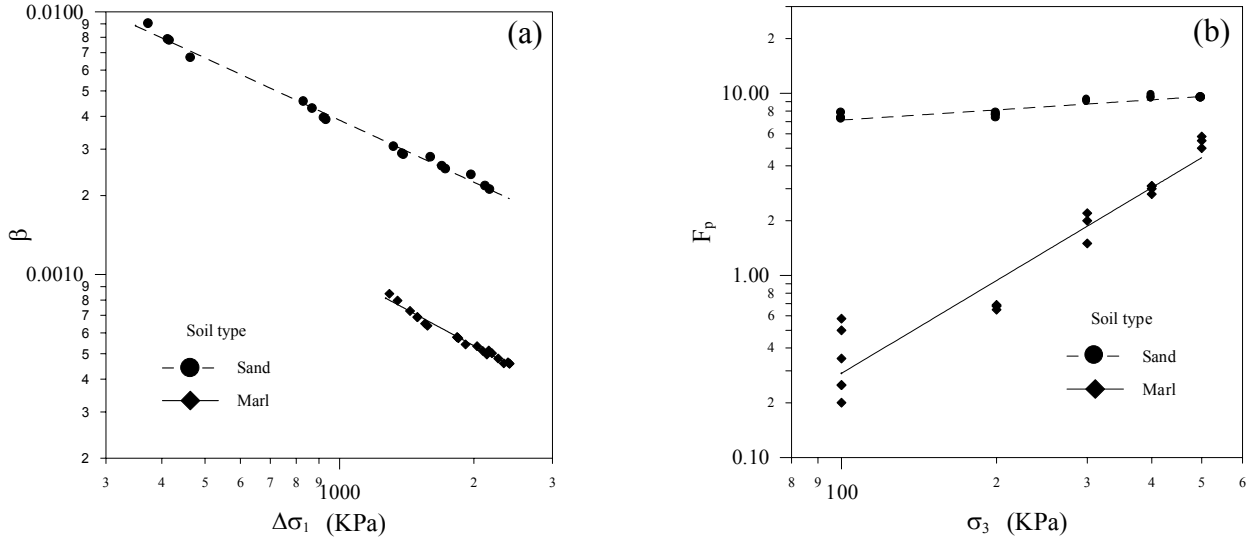 (a)
0.0100
9
8
7
6
5
4
3
2
0.0010
9
8
7
6
5
4
3
2
β
Soil type
Sand
Marl
3 4 5 6 7 8 9 1000 2 3
Δσ₁ (KPa)
(b)
2
10.00
8
6
4
2
1.00
8
6
4
2
0.10
Fₚ
Soil type
Sand
Marl
8 9 100 2 3 4 5 6
σ₃ (KPa)